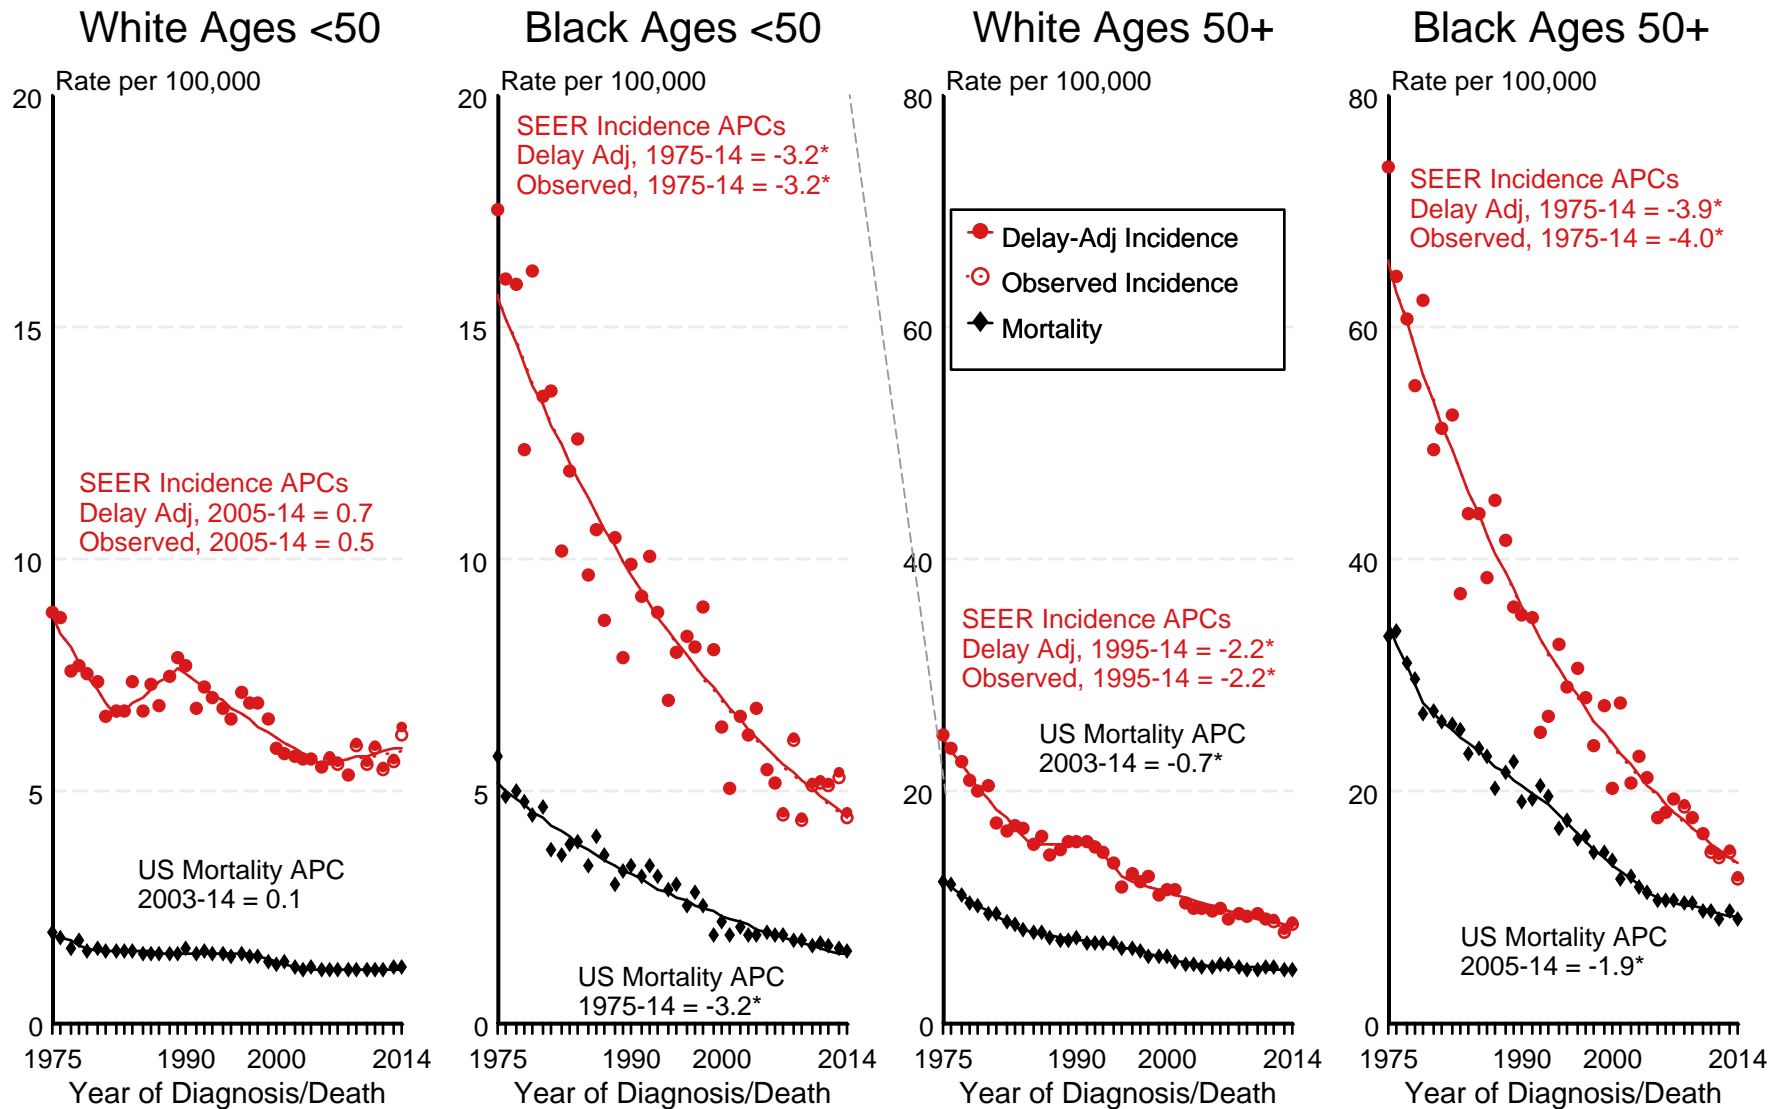 White Ages <50
Rate per 100,000
20
15
10
5
0
SEER Incidence APCs
Delay Adj, 2005-14 = 0.7
Observed, 2005-14 = 0.5
US Mortality APC
2003-14 = 0.1
1975 1990 2000 2014
Year of Diagnosis/Death
Black Ages <50
Rate per 100,000
20
15
10
5
0
SEER Incidence APCs
Delay Adj, 1975-14 = -3.2*
Observed, 1975-14 = -3.2*
US Mortality APC
1975-14 = -3.2*
1975 1990 2000 2014
Year of Diagnosis/Death
White Ages 50+
Rate per 100,000
80
60
40
20
0
Delay-Adj Incidence
Observed Incidence
Mortality
SEER Incidence APCs
Delay Adj, 1995-14 = -2.2*
Observed, 1995-14 = -2.2*
US Mortality APC
2003-14 = -0.7*
1975 1990 2000 2014
Year of Diagnosis/Death
Black Ages 50+
Rate per 100,000
80
60
40
20
0
SEER Incidence APCs
Delay Adj, 1975-14 = -3.9*
Observed, 1975-14 = -4.0*
US Mortality APC
2005-14 = -1.9*
1975 1990 2000 2014
Year of Diagnosis/Death